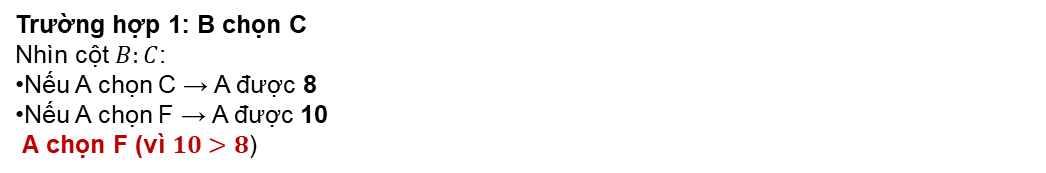 Trường hợp 1: B chọn C
Nhìn cột 𝐵: 𝐶:
•Nếu A chọn C → A được 8
•Nếu A chọn F → A được 10
A chọn F (vì 10 > 8)